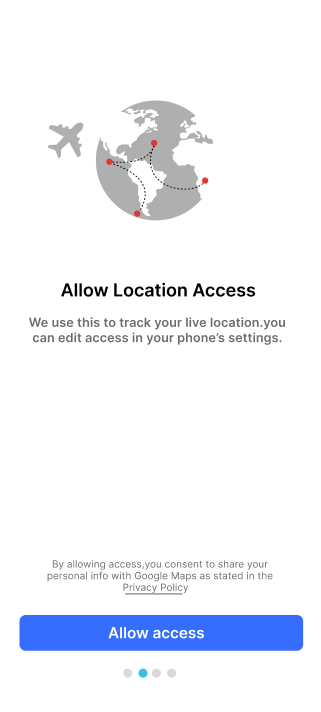 Allow Location Access
We use this to track your live location.you
can edit access in your phone’s settings.
By allowing access,you consent to share your
personal info with Google Maps as stated in the
Privacy Policy
Allow access